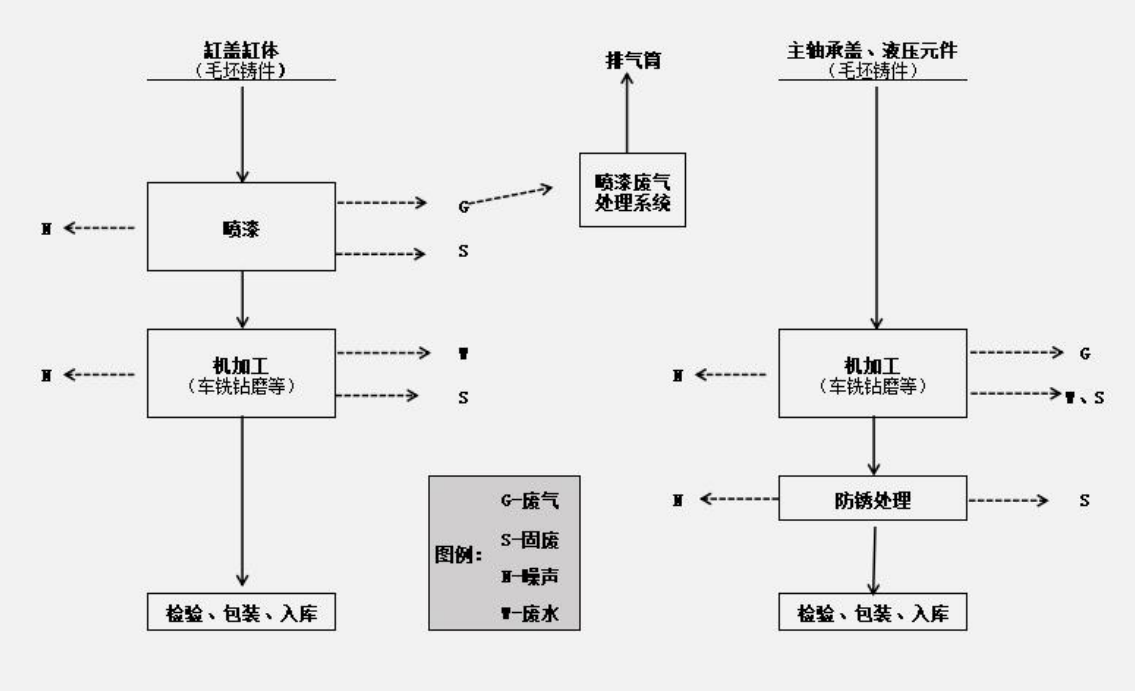 缸盖缸体
（毛坯铸件）
排气筒
主轴承盖、液压元件
（毛坯铸件）
喷漆废气
处理系统
G
N
喷漆
S
机加工
（车铣钻磨等）
W
N
S
机加工
（车铣钻磨等）
G
N
W、S
图例：
G-废气
S-固废
N-噪声
W-废水
N
防锈处理
S
检验、包装、入库
检验、包装、入库